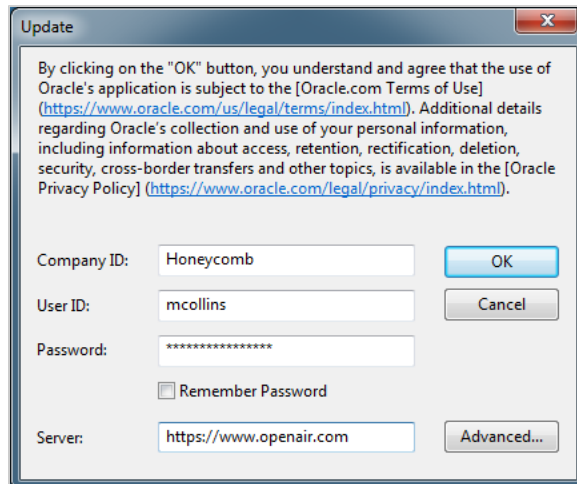 Update
By clicking on the "OK" button, you understand and agree that the use of
Oracle's application is subject to the [Oracle.com Terms of Use]
(https://www.oracle.com/us/legal/terms/index.html). Additional details
regarding Oracle's collection and use of your personal information,
including information about access, retention, rectification, deletion,
security, cross-border transfers and other topics, is available in the [Oracle
Privacy Policy] (https://www.oracle.com/legal/privacy/index.html).
Company ID: Honeycomb OK
User ID: mcollins Cancel
Password: ****************
Remember Password
Server: https://www.openair.com Advanced...